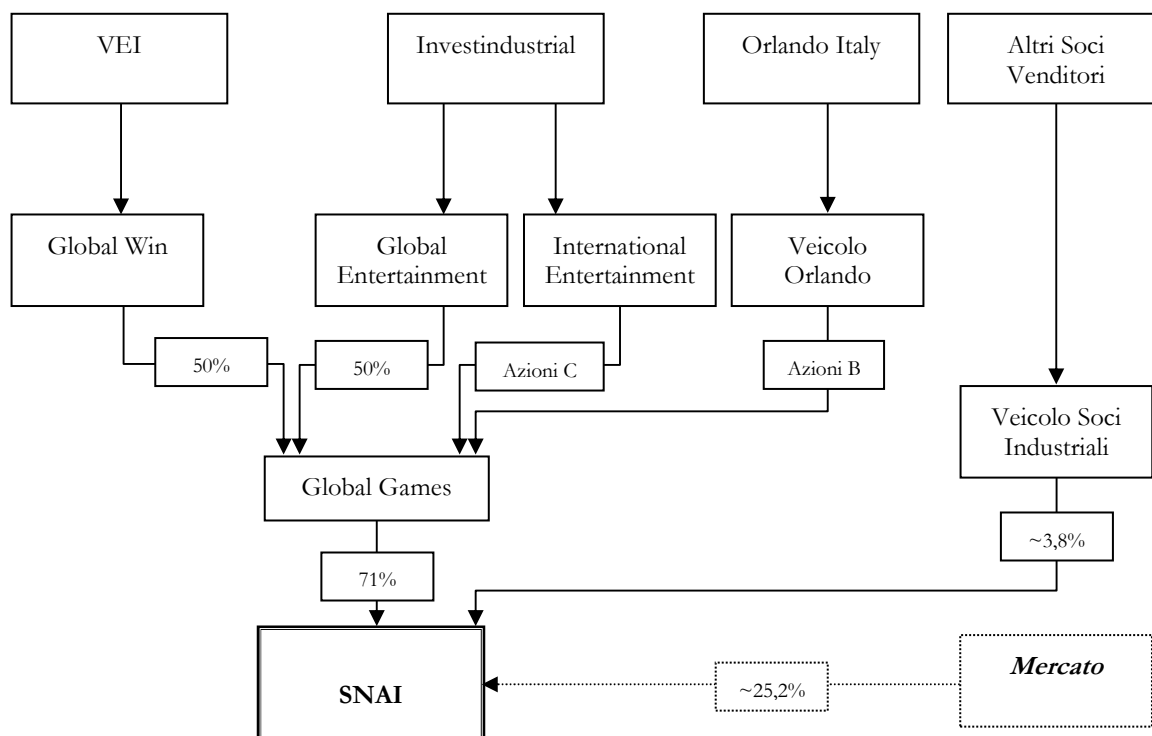 VEI
Investindustrial
Orlando Italy
Altri Soci
Venditori
Global Win
Global
Entertainment
International
Entertainment
Veicolo
Orlando
50%
50%
Azioni C
Azioni B
Veicolo Soci
Industriali
Global Games
~3,8%
71%
SNAI
~25,2%
Mercato